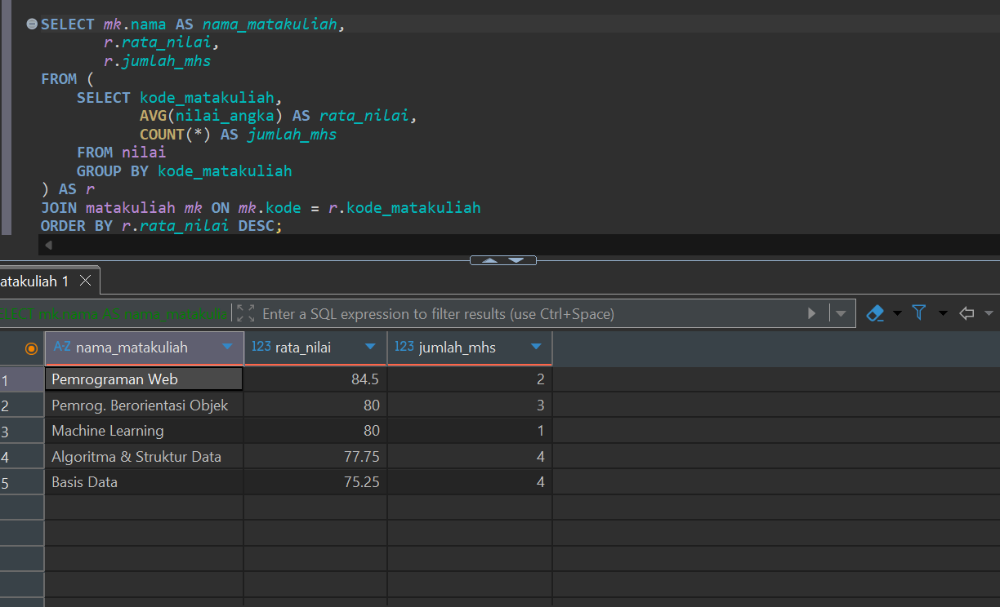 SELECT mk.nama AS nama_matakuliah,
r.rata_nilai,
r.jumlah_mhs
FROM (
SELECT kode_matakuliah,
AVG(nilai_angka) AS rata_nilai,
COUNT(*) AS jumlah_mhs
FROM nilai
GROUP BY kode_matakuliah
) AS r
JOIN matakuliah mk ON mk.kode = r.kode_matakuliah
ORDER BY r.rata_nilai DESC;
atakuliah 1
ELECT mk.nama AS nama_matakulia Enter a SQL expression to filter results (use Ctrl+Space)
A-Z nama_matakuliah 123 rata_nilai 123 jumlah_mhs
1 Pemrograman Web 84.5 2
2 Pemrog. Berorientasi Objek 80 3
3 Machine Learning 80 1
4 Algoritma & Struktur Data 77.75 4
5 Basis Data 75.25 4